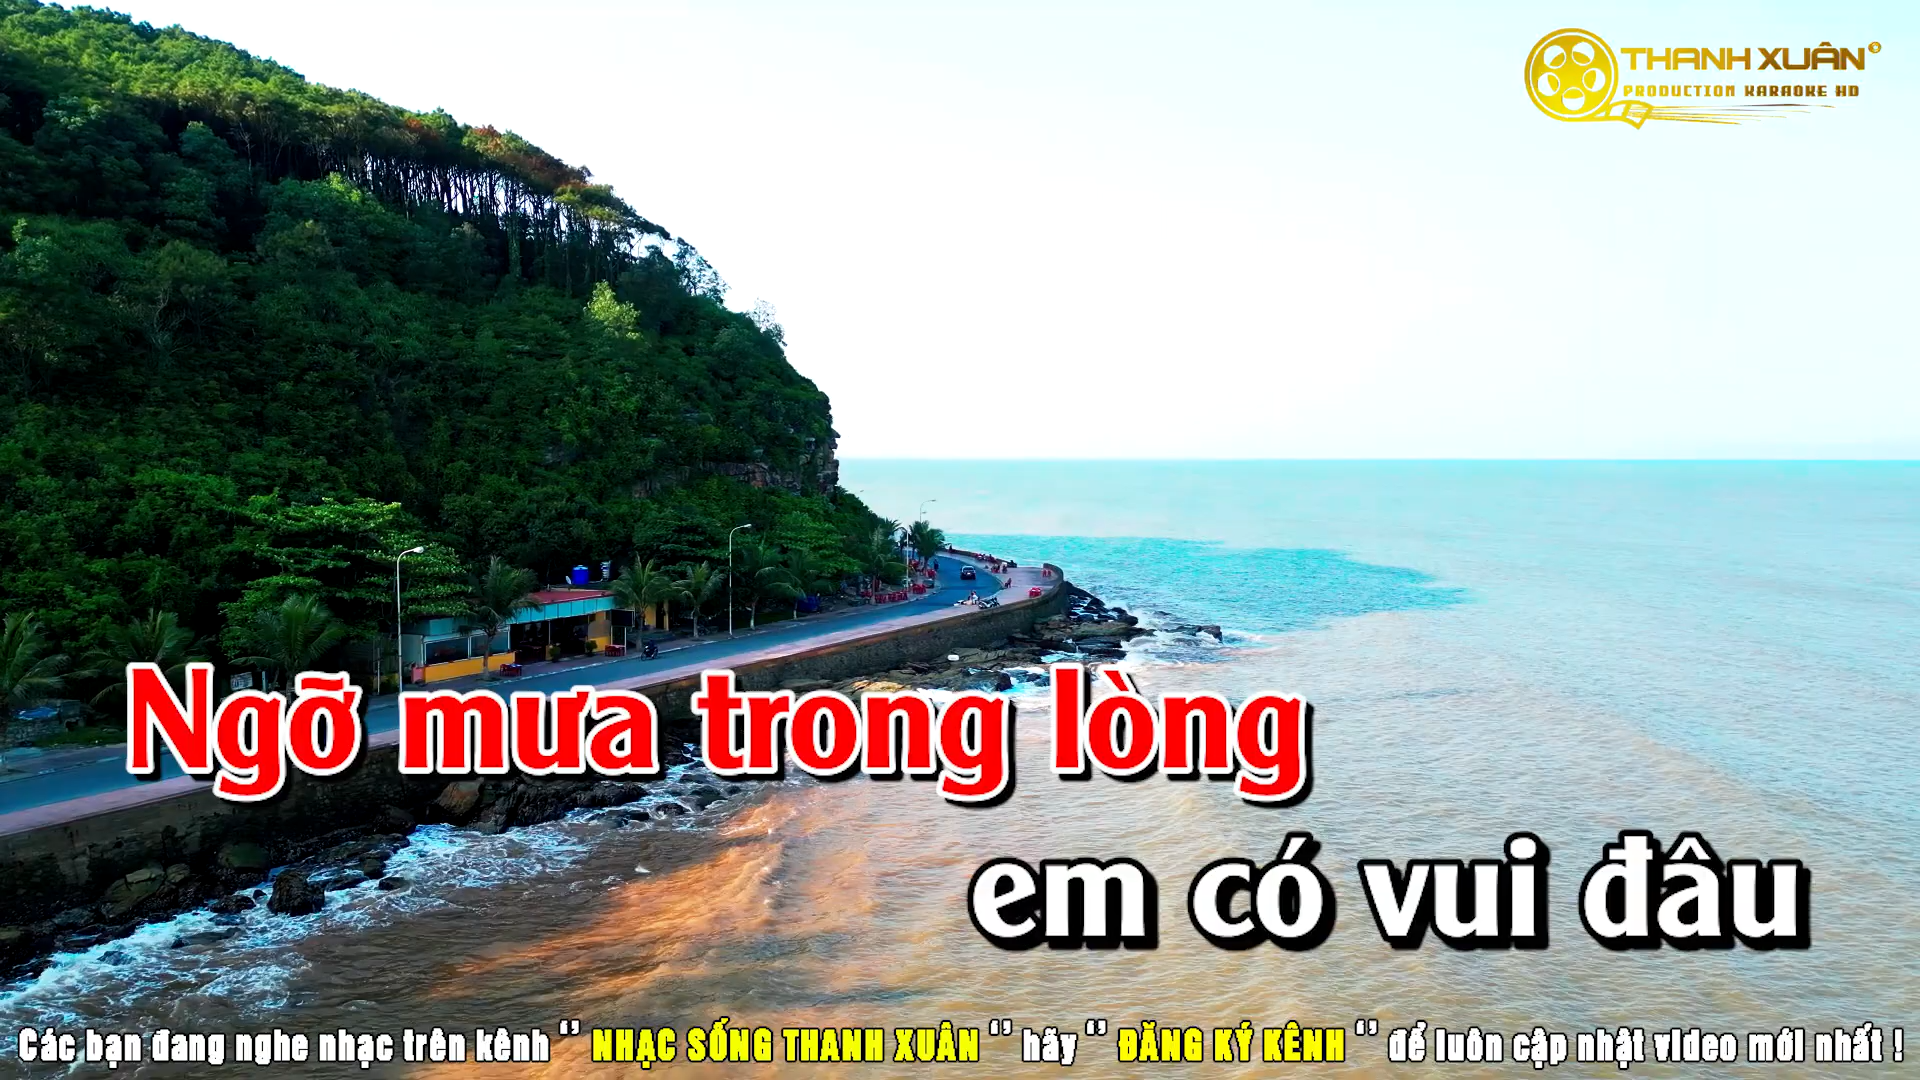 THANH XUÂN®
PRODUCTION KARAOKE HD
Ngỡ mưa trong lòng
em có vui đâu
Các bạn đang nghe nhạc trên kênh “ NHẠC SỐNG THANH XUÂN “ hãy “ ĐĂNG KÝ KÊNH “ để luôn cập nhật video mới nhất !